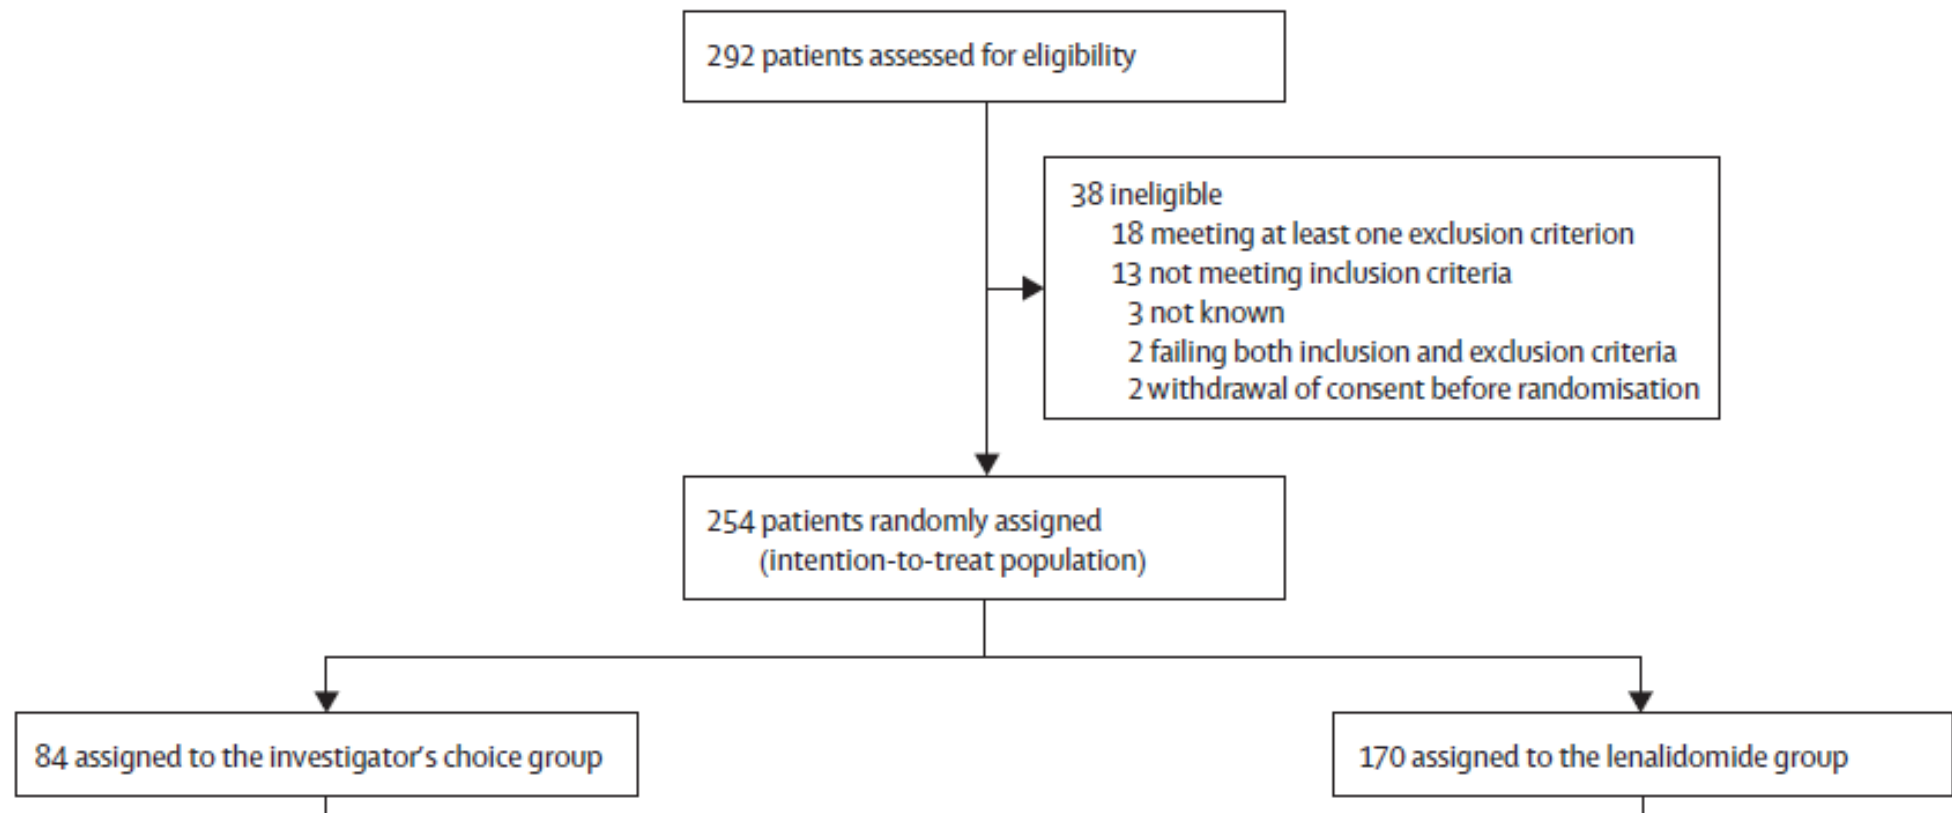 292 patients assessed for eligibility
38 ineligible
18 meeting at least one exclusion criterion
13 not meeting inclusion criteria
3 not known
2 failing both inclusion and exclusion criteria
2 withdrawal of consent before randomisation
254 patients randomly assigned
(intention-to-treat population)
84 assigned to the investigator's choice group
170 assigned to the lenalidomide group